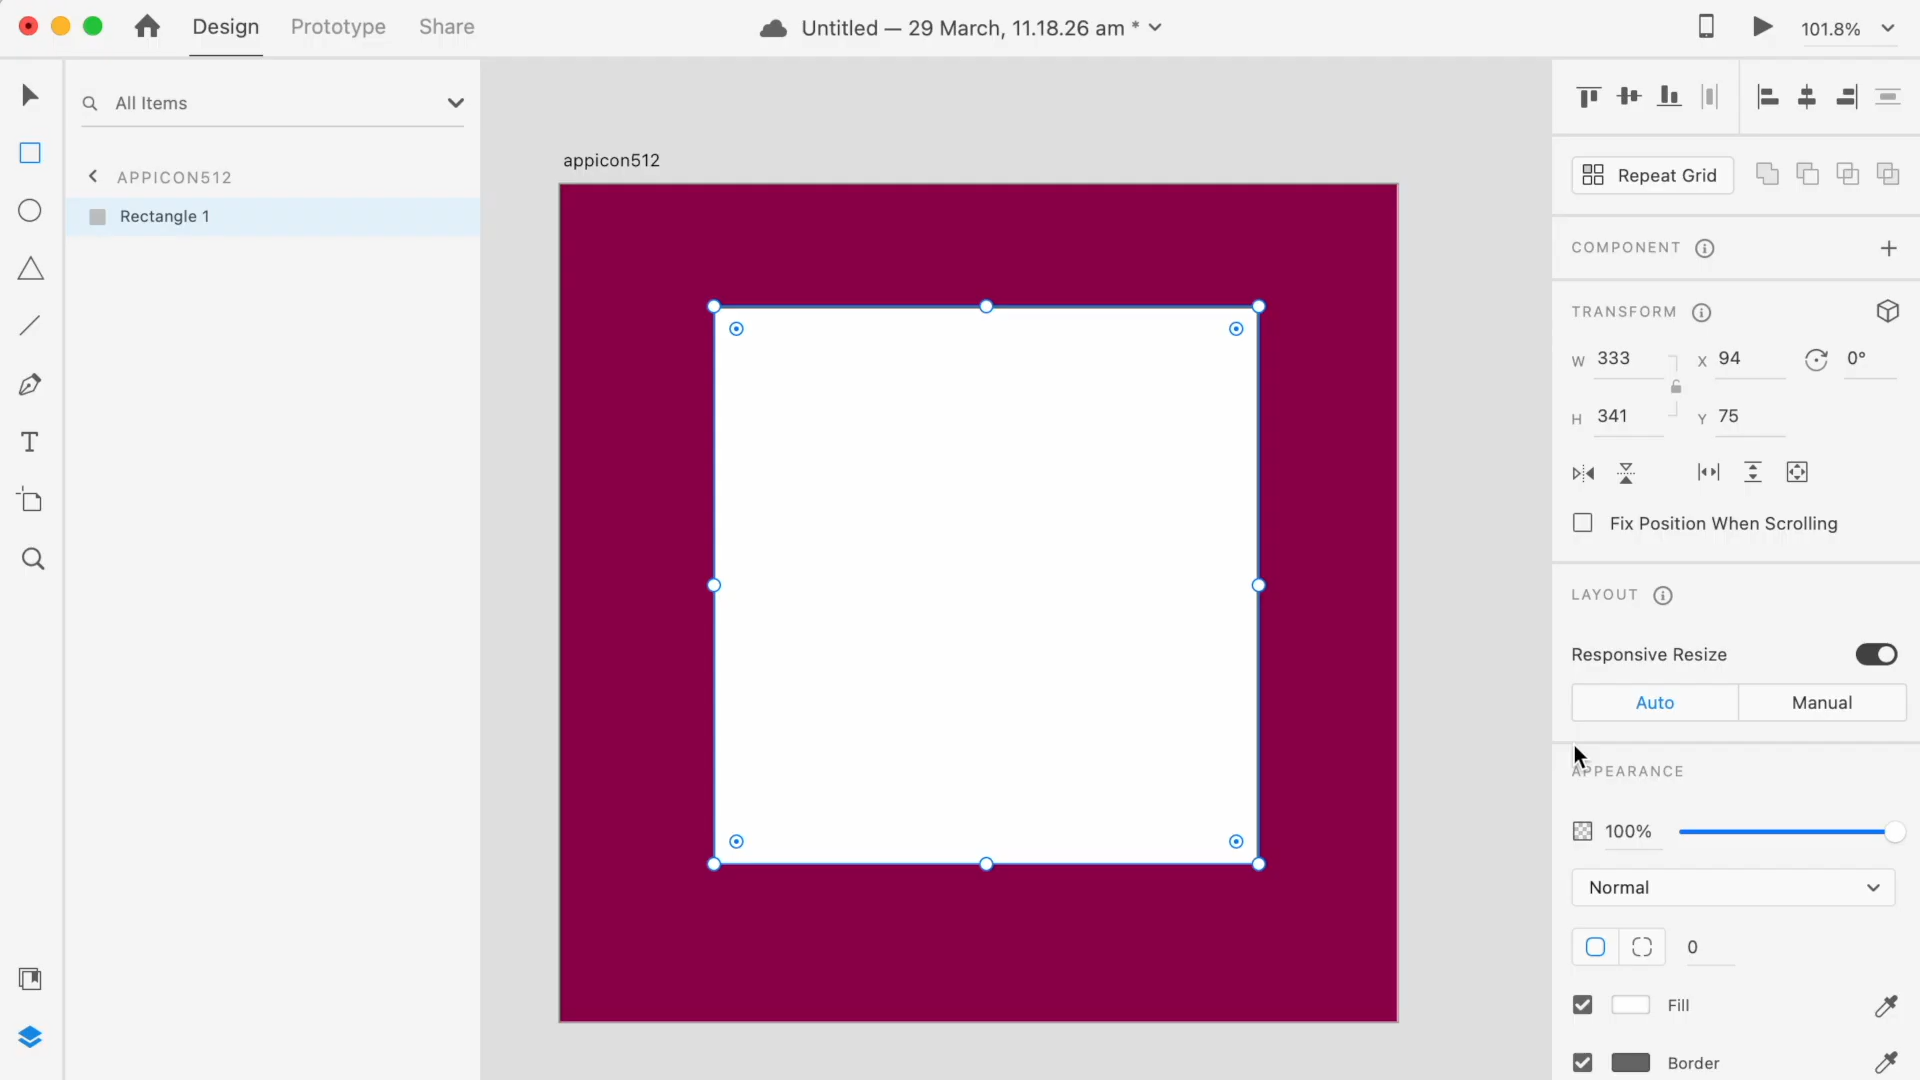 Design
Prototype
Share
Untitled — 29 March, 11.18.26 am *
101.8%
All Items
APPICON512
Rectangle 1
appicon512
Repeat Grid
COMPONENT
TRANSFORM
W 333
X 94
0°
H 341
Y 75
Fix Position When Scrolling
LAYOUT
Responsive Resize
Auto
Manual
APPEARANCE
100%
Normal
0
Fill
Border